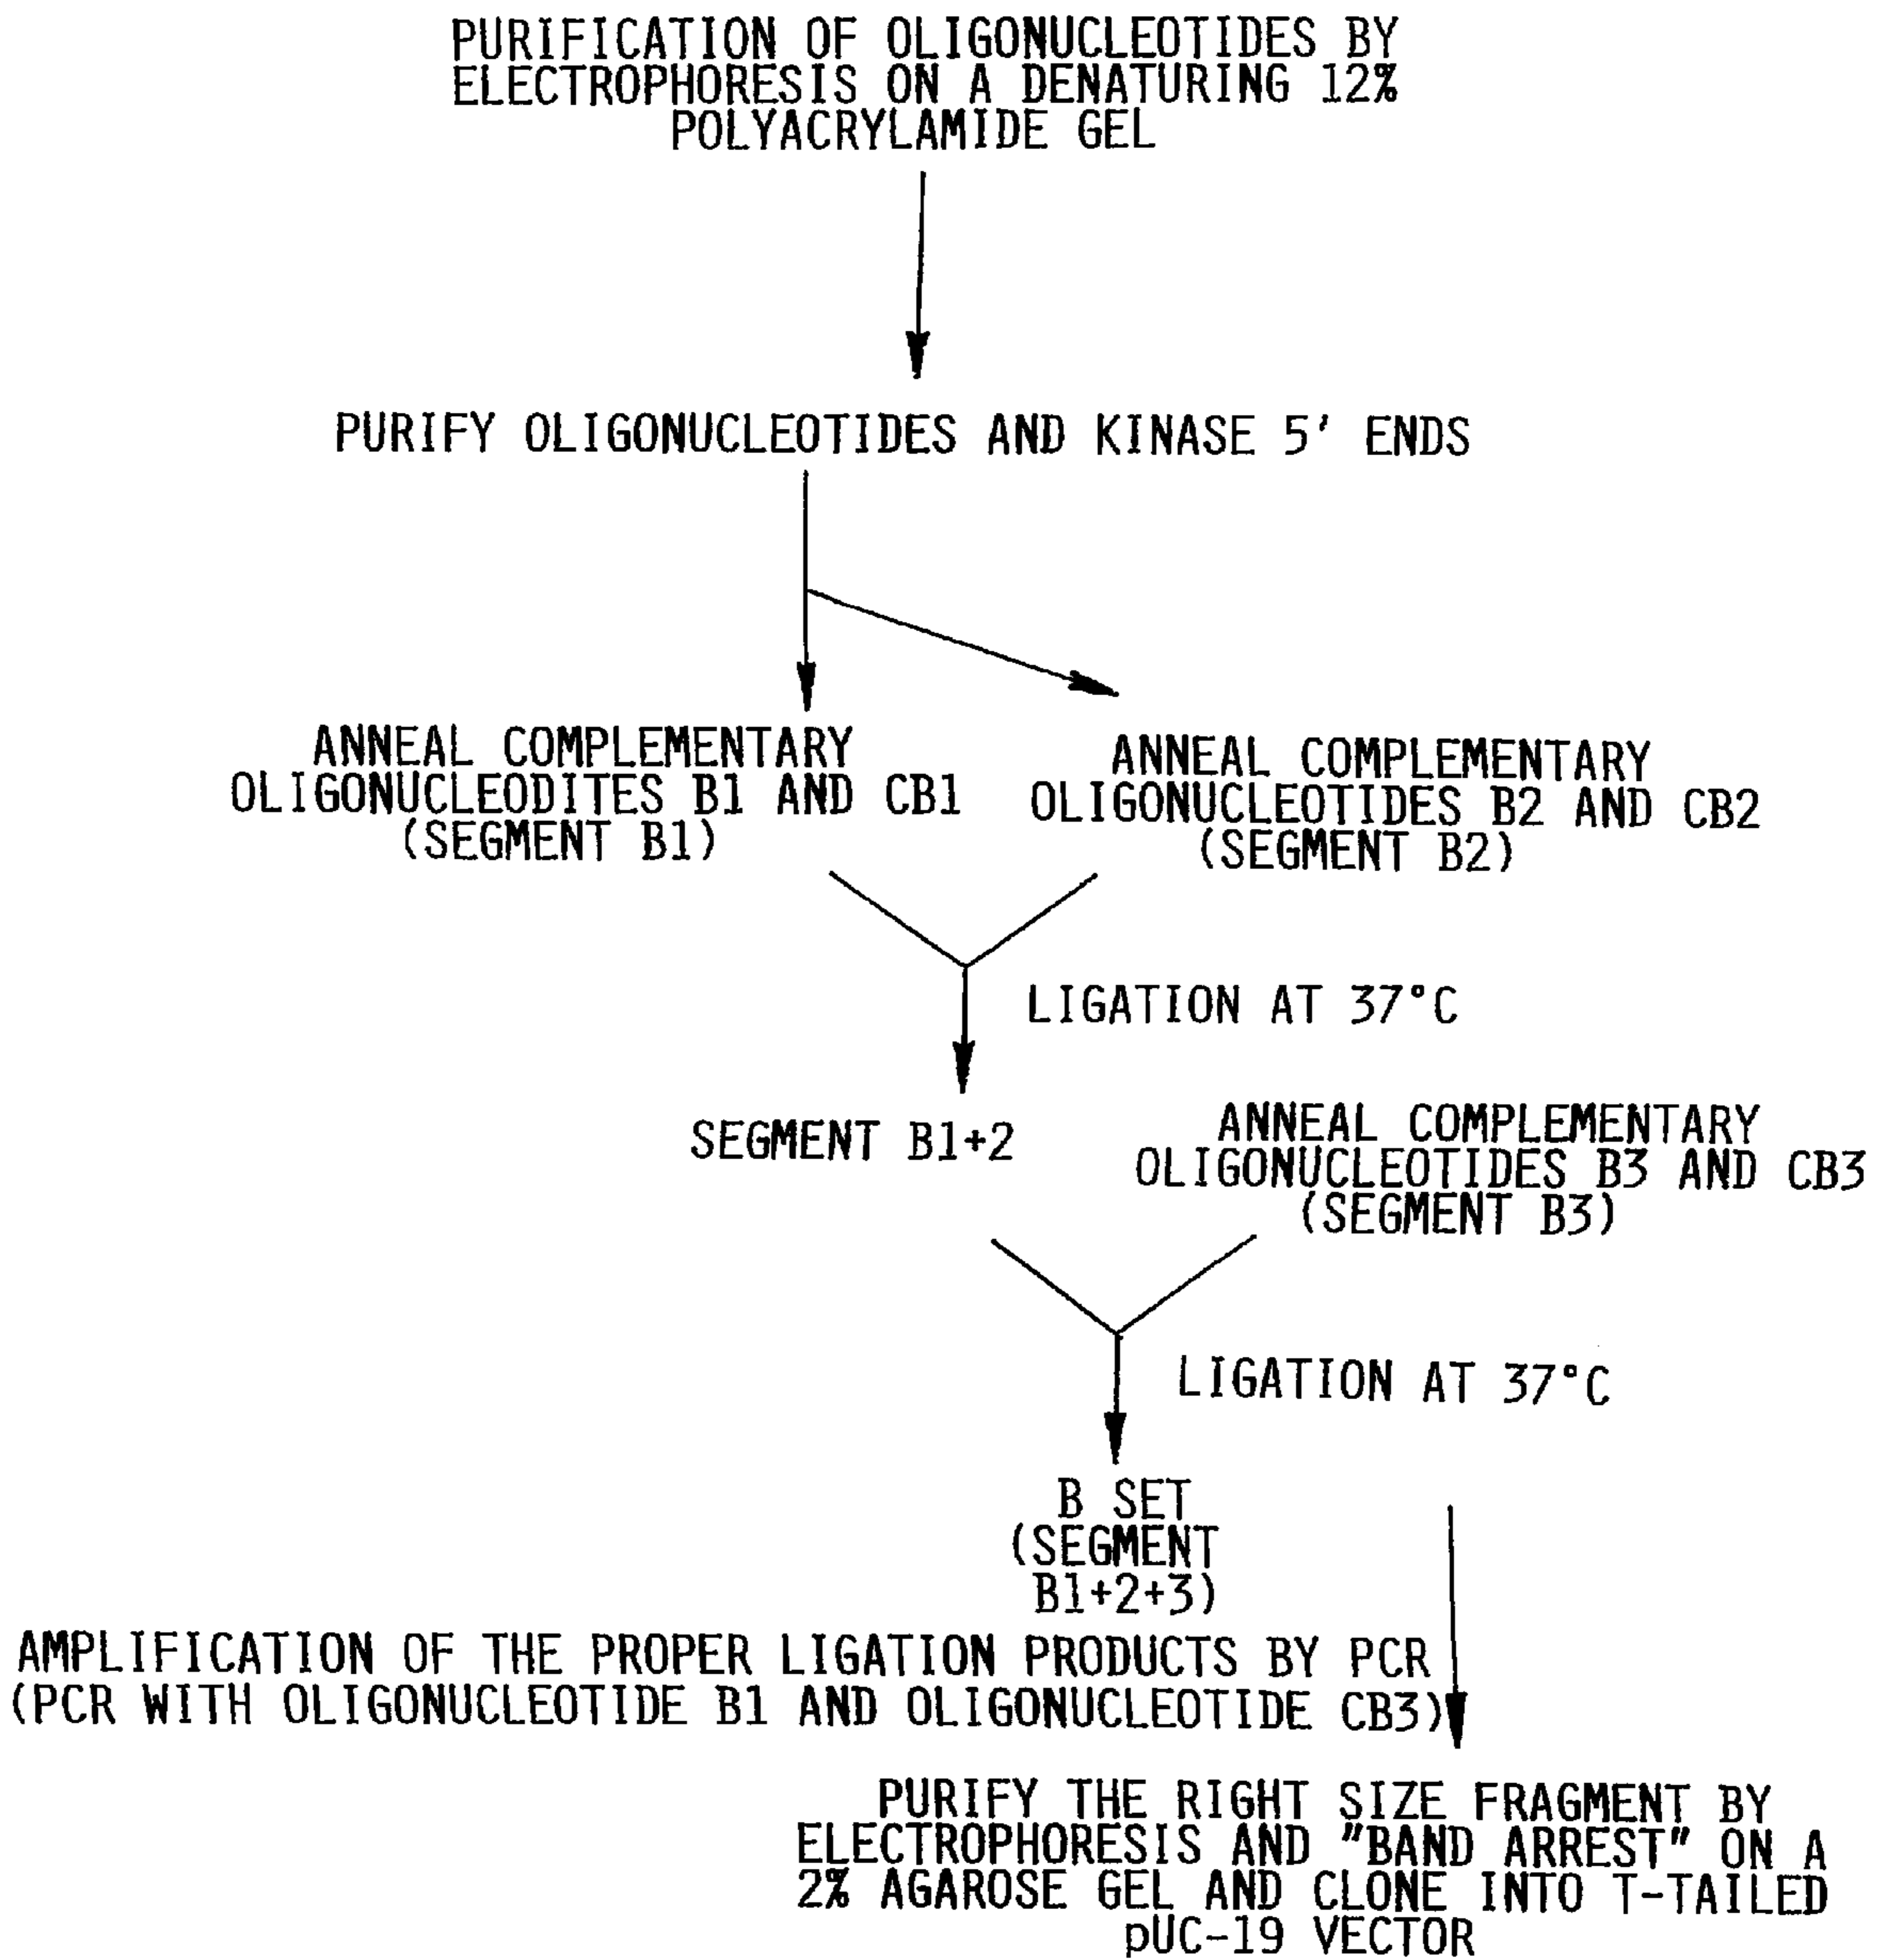 PURIFICATION OF OLIGONUCLEOTIDES BY
ELECTROPHORESIS ON A DENATURING 12%
POLYACRYLAMIDE GEL
PURIFY OLIGONUCLEOTIDES AND KINASE 5' ENDS
ANNEAL COMPLEMENTARY
OLIGONUCLEODITES B1 AND CB1
(SEGMENT B1)
ANNEAL COMPLEMENTARY
OLIGONUCLEOTIDES B2 AND CB2
(SEGMENT B2)
LIGATION AT 37°C
SEGMENT B1+2
ANNEAL COMPLEMENTARY
OLIGONUCLEOTIDES B3 AND CB3
(SEGMENT B3)
LIGATION AT 37°C
B SET
(SEGMENT
B1+2+3)
AMPLIFICATION OF THE PROPER LIGATION PRODUCTS BY PCR
(PCR WITH OLIGONUCLEOTIDE B1 AND OLIGONUCLEOTIDE CB3)
PURIFY THE RIGHT SIZE FRAGMENT BY
ELECTROPHORESIS AND "BAND ARREST" ON A
2% AGAROSE GEL AND CLONE INTO T-TAILED
pUC-19 VECTOR